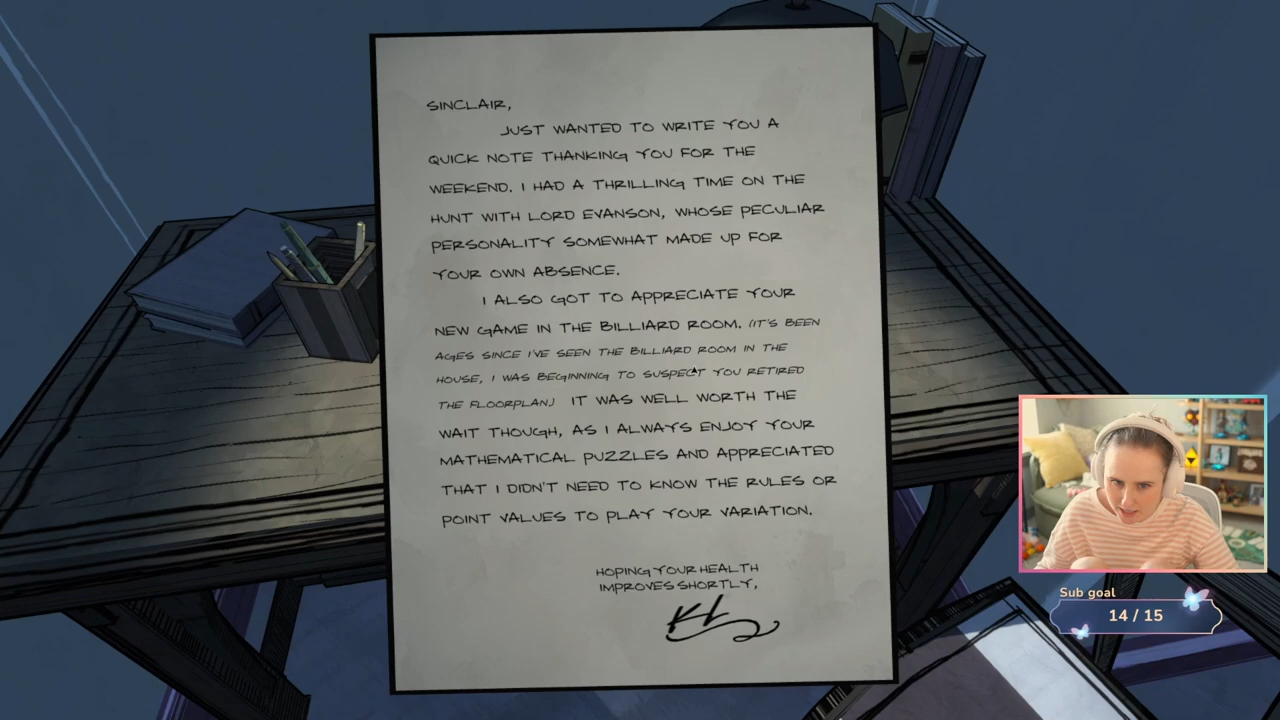 SINCLAIR,
JUST WANTED TO WRITE YOU A
QUICK NOTE THANKING YOU FOR THE
WEEKEND. I HAD A THRILLING TIME ON THE
HUNT WITH LORD EVANSON, WHOSE PECULIAR
PERSONALITY SOMEWHAT MADE UP FOR
YOUR OWN ABSENCE.
I ALSO GOT TO APPRECIATE YOUR
NEW GAME IN THE BILLIARD ROOM. (IT'S BEEN
AGES SINCE I'VE SEEN THE BILLIARD ROOM IN THE
HOUSE, I WAS BEGINNING TO SUSPECT YOU RETIRED
THE FLOORPLAN.) IT WAS WELL WORTH THE
WAIT THOUGH, AS I ALWAYS ENJOY YOUR
MATHEMATICAL PUZZLES AND APPRECIATED
THAT I DIDN'T NEED TO KNOW THE RULES OR
POINT VALUES TO PLAY YOUR VARIATION.
HOPING YOUR HEALTH
IMPROVES SHORTLY,
KL
Sub goal
14 / 15